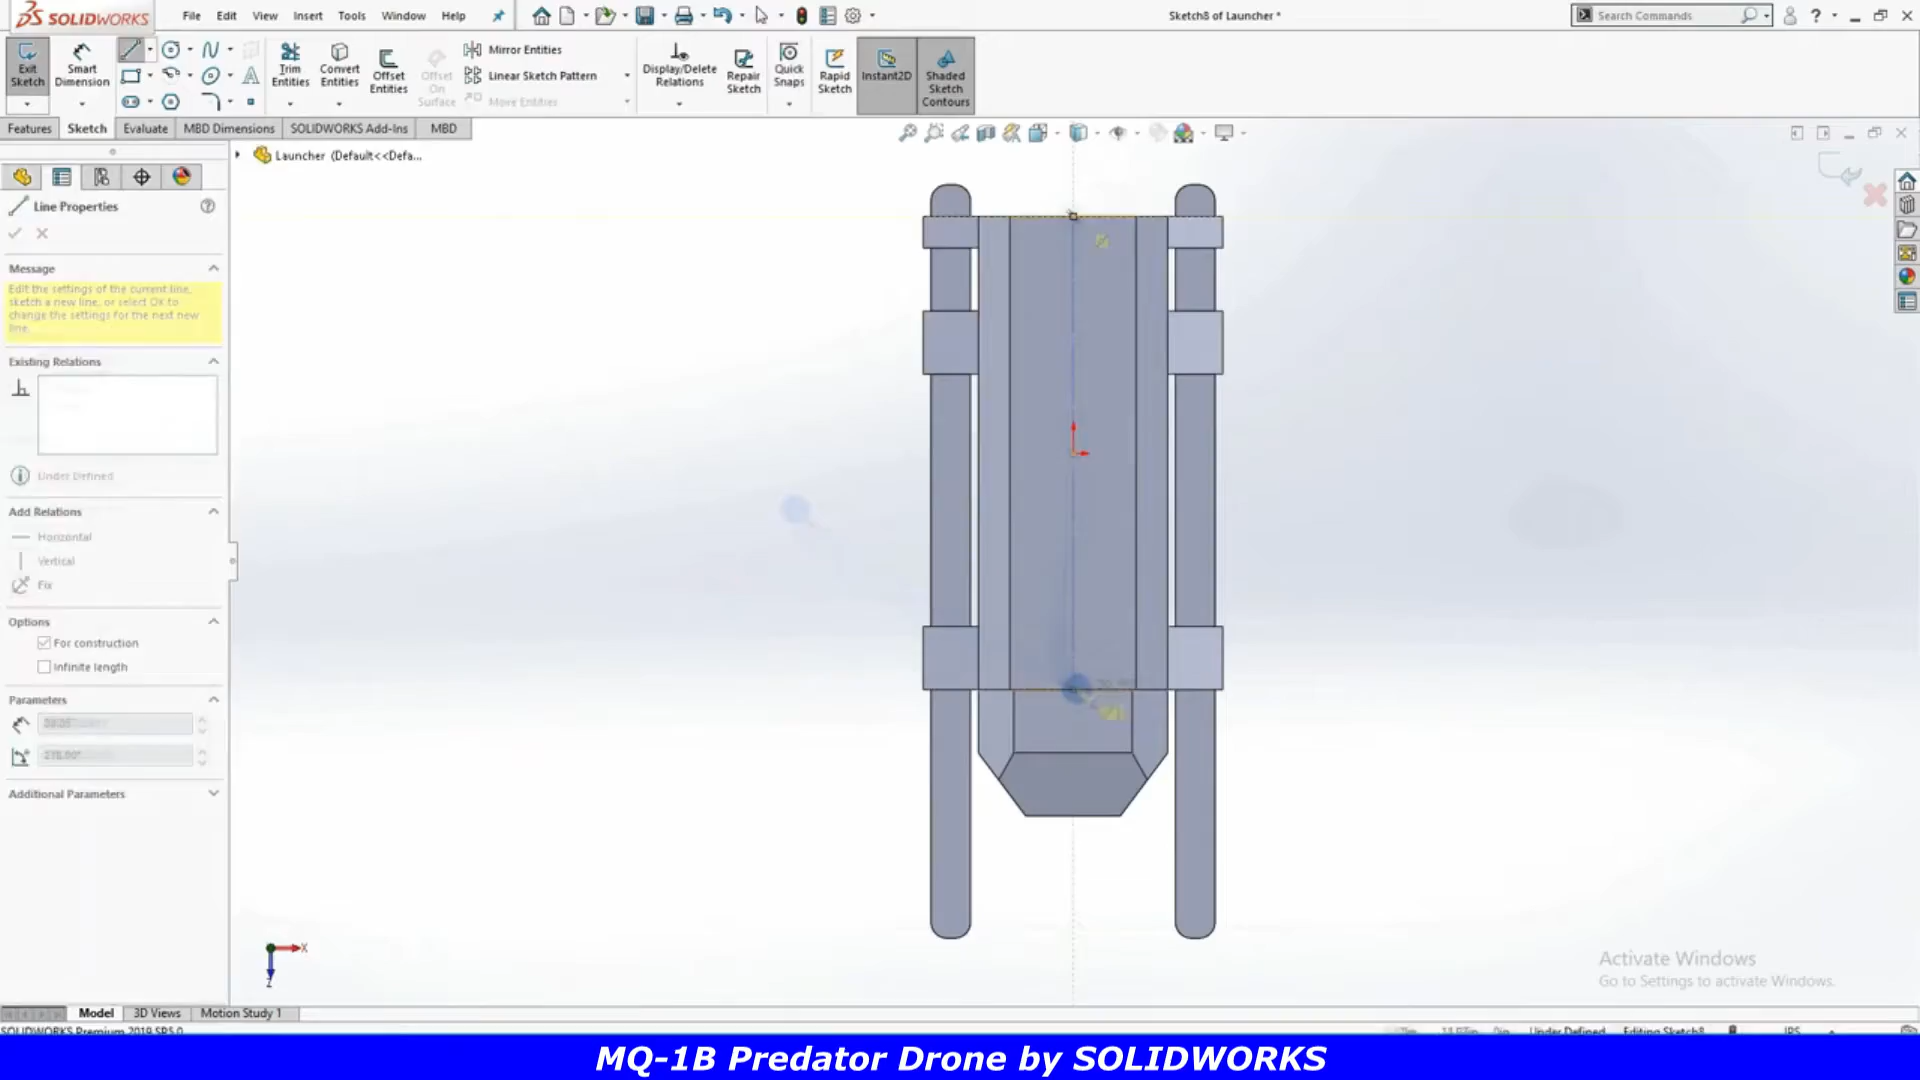 SOLIDWORKS File Edit View Insert Tools Window Help Sketch8 of Launcher * Search Commands
Exit Sketch
Smart Dimension
Trim Entities
Convert Entities
Offset Entities
Offset On Surface
Mirror Entities
Linear Sketch Pattern
Move Entities
Display/Delete Relations
Repair Sketch
Quick Snaps
Rapid Sketch
Instant2D
Shaded Sketch Contours
Features Sketch Evaluate MBD Dimensions SOLIDWORKS Add-Ins MBD
Launcher (Default<<Defa...
Line Properties
Message
Edit the settings of the current line,
sketch a new line, or select OK to
change the settings for the next new
line.
Existing Relations
Under Defined
Add Relations
Horizontal
Vertical
Fix
Options
For construction
Infinite length
Parameters
Additional Parameters
X
Z
Activate Windows
Go to Settings to activate Windows.
Model 3D Views Motion Study 1
SOLIDWORKS Premium 2019 SP5.0 Under Defined Editing Sketch8 IPS
MQ-1B Predator Drone by SOLIDWORKS